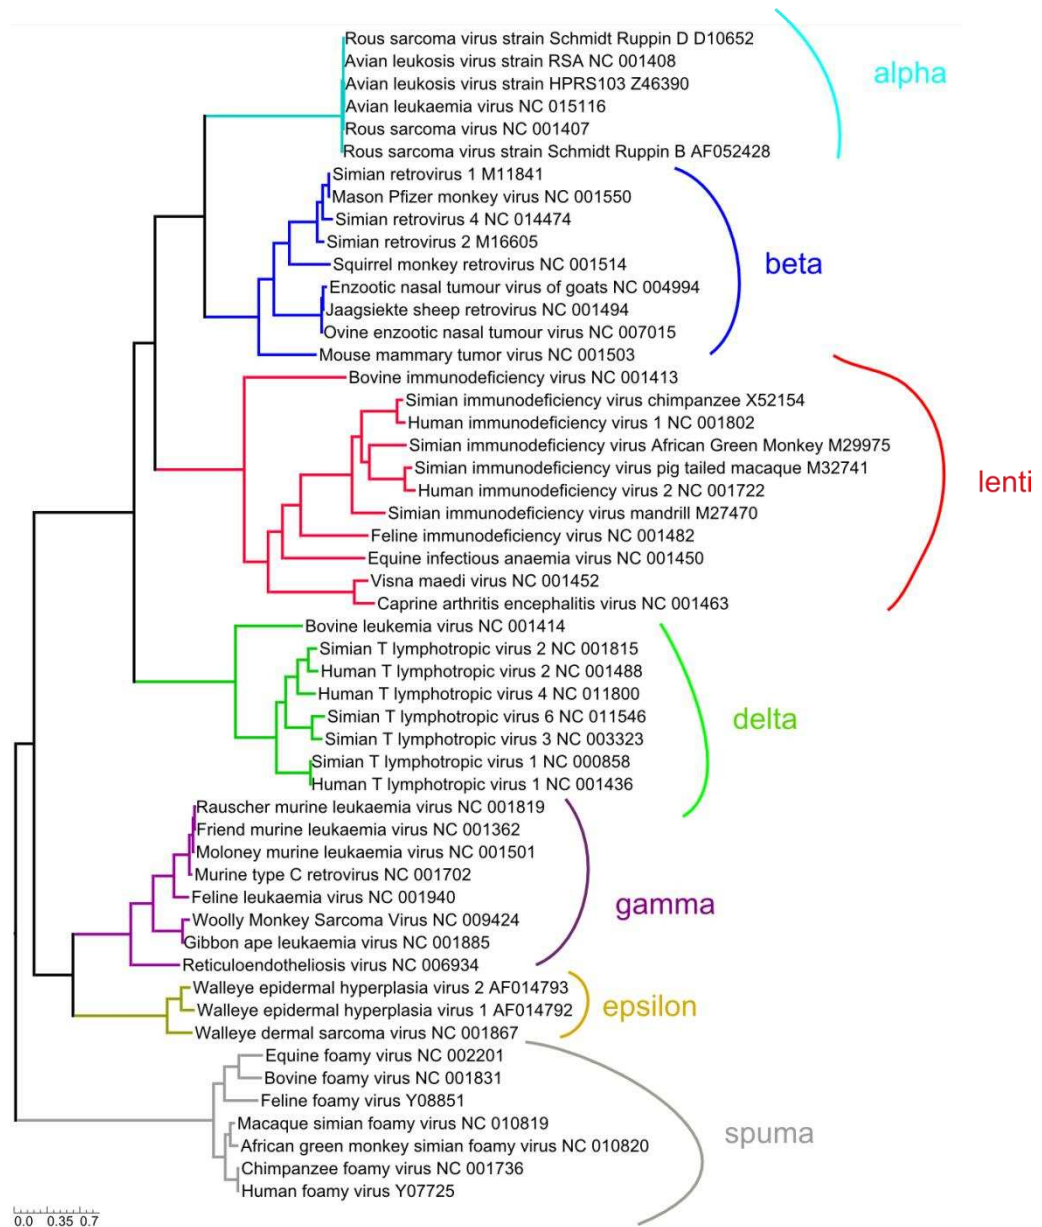 Rous sarcoma virus strain Schmidt Ruppin D D10652
Avian leukosis virus strain RSA NC 001408
Avian leukosis virus strain HPRS103 Z46390
Avian leukaemia virus NC 015116
Rous sarcoma virus NC 001407
Rous sarcoma virus strain Schmidt Ruppin B AF052428
alpha
Simian retrovirus 1 M11841
Mason Pfizer monkey virus NC 001550
Simian retrovirus 4 NC 014474
Simian retrovirus 2 M16605
Squirrel monkey retrovirus NC 001514
Enzootic nasal tumour virus of goats NC 004994
Jaagsiekte sheep retrovirus NC 001494
Ovine enzootic nasal tumour virus NC 007015
Mouse mammary tumor virus NC 001503
beta
Bovine immunodeficiency virus NC 001413
Simian immunodeficiency virus chimpanzee X52154
Human immunodeficiency virus 1 NC 001802
Simian immunodeficiency virus African Green Monkey M29975
Simian immunodeficiency virus pig tailed macaque M32741
Human immunodeficiency virus 2 NC 001722
Simian immunodeficiency virus mandrill M27470
Feline immunodeficiency virus NC 001482
Equine infectious anaemia virus NC 001450
Visna maedi virus NC 001452
Caprine arthritis encephalitis virus NC 001463
lenti
Bovine leukemia virus NC 001414
Simian T lymphotropic virus 2 NC 001815
Human T lymphotropic virus 2 NC 001488
Human T lymphotropic virus 4 NC 011800
Simian T lymphotropic virus 6 NC 011546
Simian T lymphotropic virus 3 NC 003323
Simian T lymphotropic virus 1 NC 000858
Human T lymphotropic virus 1 NC 001436
delta
Rauscher murine leukaemia virus NC 001819
Friend murine leukaemia virus NC 001362
Moloney murine leukaemia virus NC 001501
Murine type C retrovirus NC 001702
Feline leukaemia virus NC 001940
Woolly Monkey Sarcoma Virus NC 009424
Gibbon ape leukaemia virus NC 001885
Reticuloendotheliosis virus NC 006934
gamma
Walleye epidermal hyperplasia virus 2 AF014793
Walleye epidermal hyperplasia virus 1 AF014792
Walleye dermal sarcoma virus NC 001867
epsilon
Equine foamy virus NC 002201
Bovine foamy virus NC 001831
Feline foamy virus Y08851
Macaque simian foamy virus NC 010819
African green monkey simian foamy virus NC 010820
Chimpanzee foamy virus NC 001736
Human foamy virus Y07725
spuma
0.0 0.35 0.7